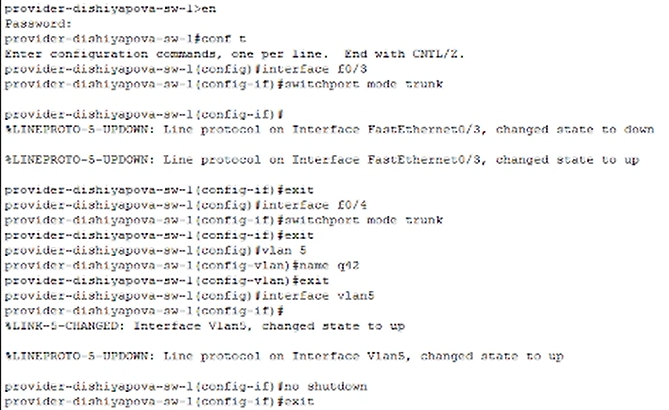 provider-dishiyapova-sw-1>en
Password:
provider-dishiyapova-sw-1#conf t
Enter configuration commands, one per line.  End with CNTL/Z.
provider-dishiyapova-sw-1(config)#interface f0/3
provider-dishiyapova-sw-1(config-if)#switchport mode trunk
provider-dishiyapova-sw-1(config-if)#
%LINEPROTO-5-UPDOWN: Line protocol on Interface FastEthernet0/3, changed state to down
%LINEPROTO-5-UPDOWN: Line protocol on Interface FastEthernet0/3, changed state to up
provider-dishiyapova-sw-1(config-if)#exit
provider-dishiyapova-sw-1(config)#interface f0/4
provider-dishiyapova-sw-1(config-if)#switchport mode trunk
provider-dishiyapova-sw-1(config-if)#exit
provider-dishiyapova-sw-1(config)#vlan 5
provider-dishiyapova-sw-1(config-vlan)#name q42
provider-dishiyapova-sw-1(config-vlan)#exit
provider-dishiyapova-sw-1(config)#interface vlan5
provider-dishiyapova-sw-1(config-if)#
%LINK-5-CHANGED: Interface Vlan5, changed state to up
%LINEPROTO-5-UPDOWN: Line protocol on Interface Vlan5, changed state to up
provider-dishiyapova-sw-1(config-if)#no shutdown
provider-dishiyapova-sw-1(config-if)#exit